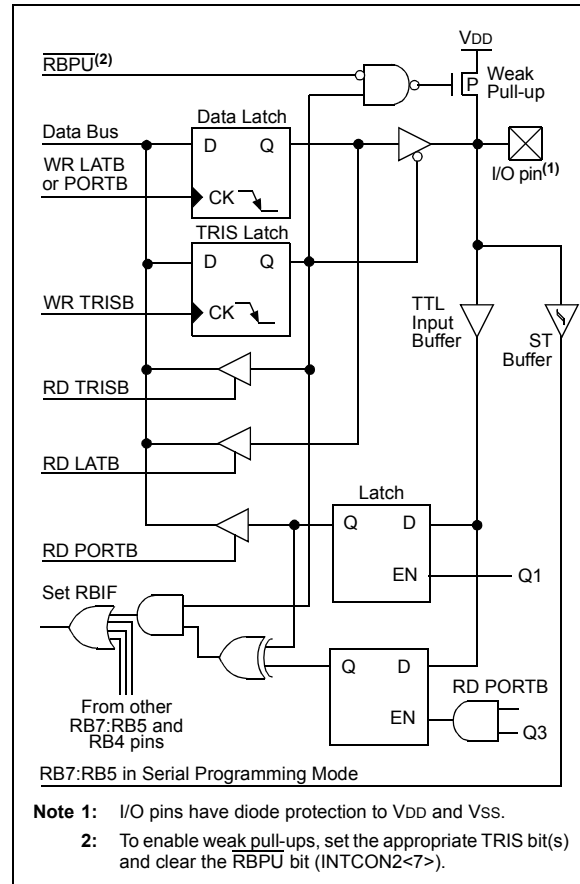 VDD
RBPU(2)
P
Weak
Pull-up
Data Latch
Data Bus
D Q
WR LATB
or PORTB
CK
I/O pin(1)
TRIS Latch
D Q
WR TRISB
CK
TTL
Input
Buffer
ST
Buffer
RD TRISB
RD LATB
Latch
Q D
RD PORTB
EN
Q1
Set RBIF
Q D
RD PORTB
EN
Q3
From other
RB7:RB5 and
RB4 pins
RB7:RB5 in Serial Programming Mode
Note 1: I/O pins have diode protection to VDD and VSS.
2: To enable weak pull-ups, set the appropriate TRIS bit(s)
and clear the RBPU bit (INTCON2<7>).